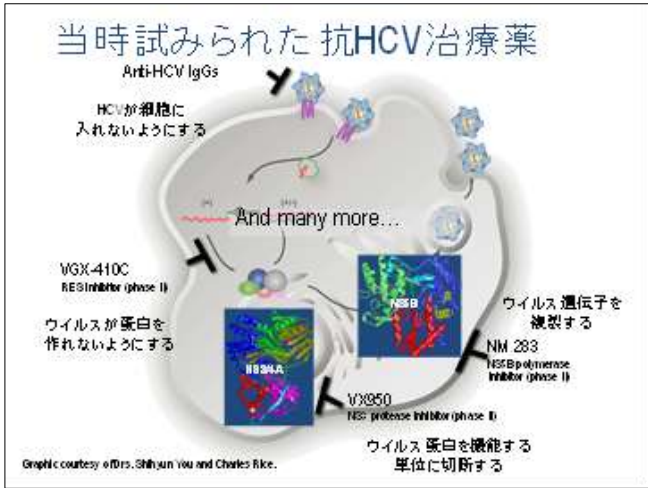 当時試みられた 抗HCV治療薬
Anti-HCV IgGs
HCVが細胞に
入れないようにする
And many more...
VGX-410C
IRES Inhibitor (phase II)
ウイルスが蛋白を
作れないようにする
NS3/4A
NS5B
ウイルス遺伝子を
複製する
NM 283
NS5B polymerase
inhibitor (phase II)
VX950
NS3 protease inhibitor (phase II)
ウイルス蛋白を機能する
単位に切断する
Graphic courtesy of Drs. Shihyun You and Charles Rice.